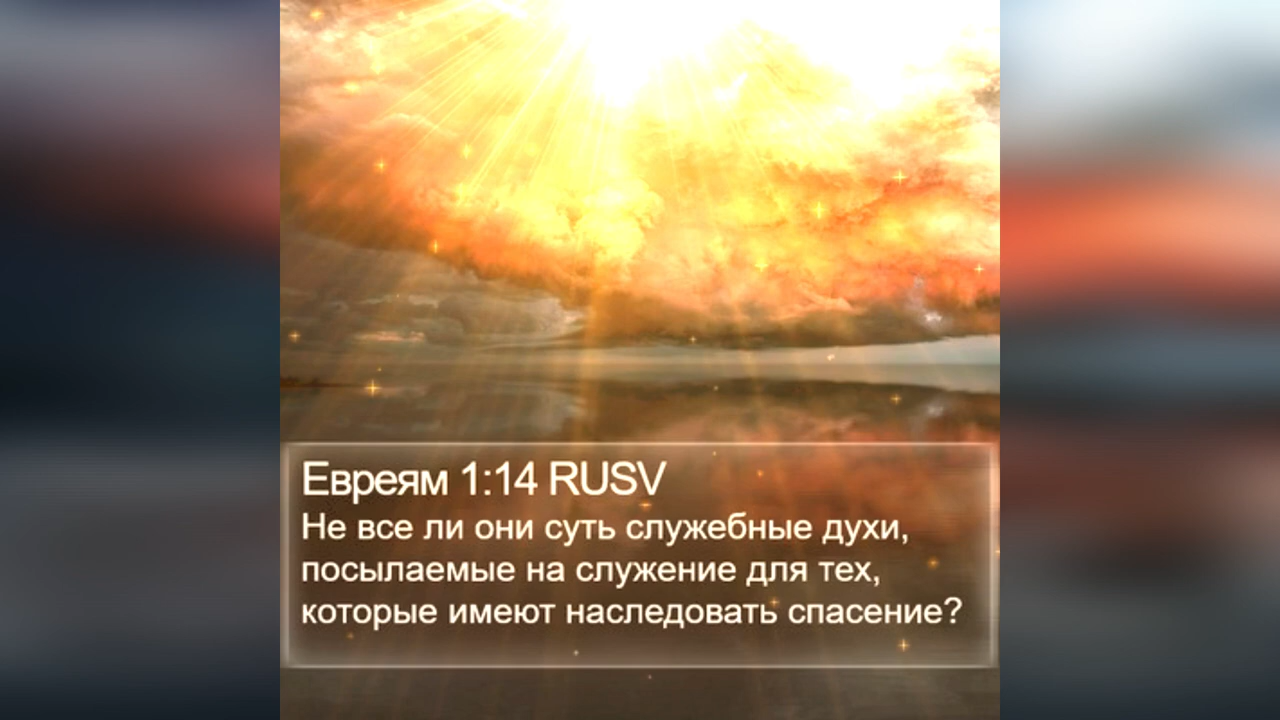 Евреям 1:14 RUSV
Не все ли они суть служебные духи,
посылаемые на служение для тех,
которые имеют наследовать спасение?